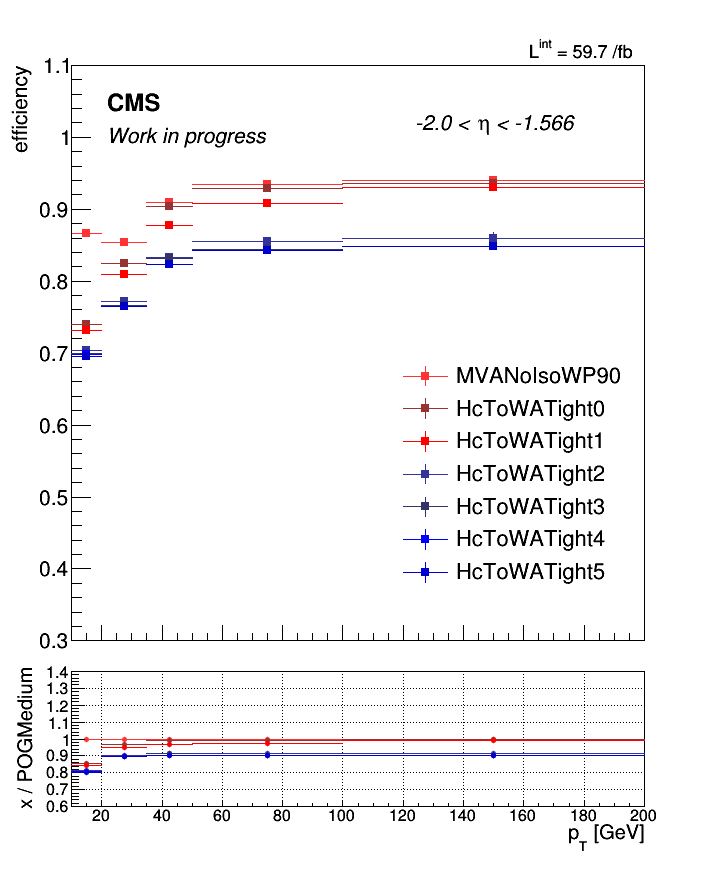 L^int = 59.7 /fb
efficiency
1.1
CMS
Work in progress
-2.0 < η < -1.566
1
0.9
0.8
0.7
0.6
0.5
0.4
0.3
MVANoIsoWP90
HcToWATight0
HcToWATight1
HcToWATight2
HcToWATight3
HcToWATight4
HcToWATight5
x / POGMedium
1.4
1.3
1.2
1.1
1
0.9
0.8
0.7
0.6
20 40 60 80 100 120 140 160 180 200
p_T [GeV]